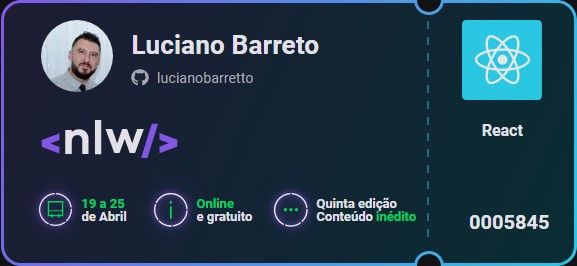 Luciano Barreto
lucianobarretto
<nlw/>
19 a 25
de Abril
Online
e gratuito
Quinta edição
Conteúdo inédito
React
0005845